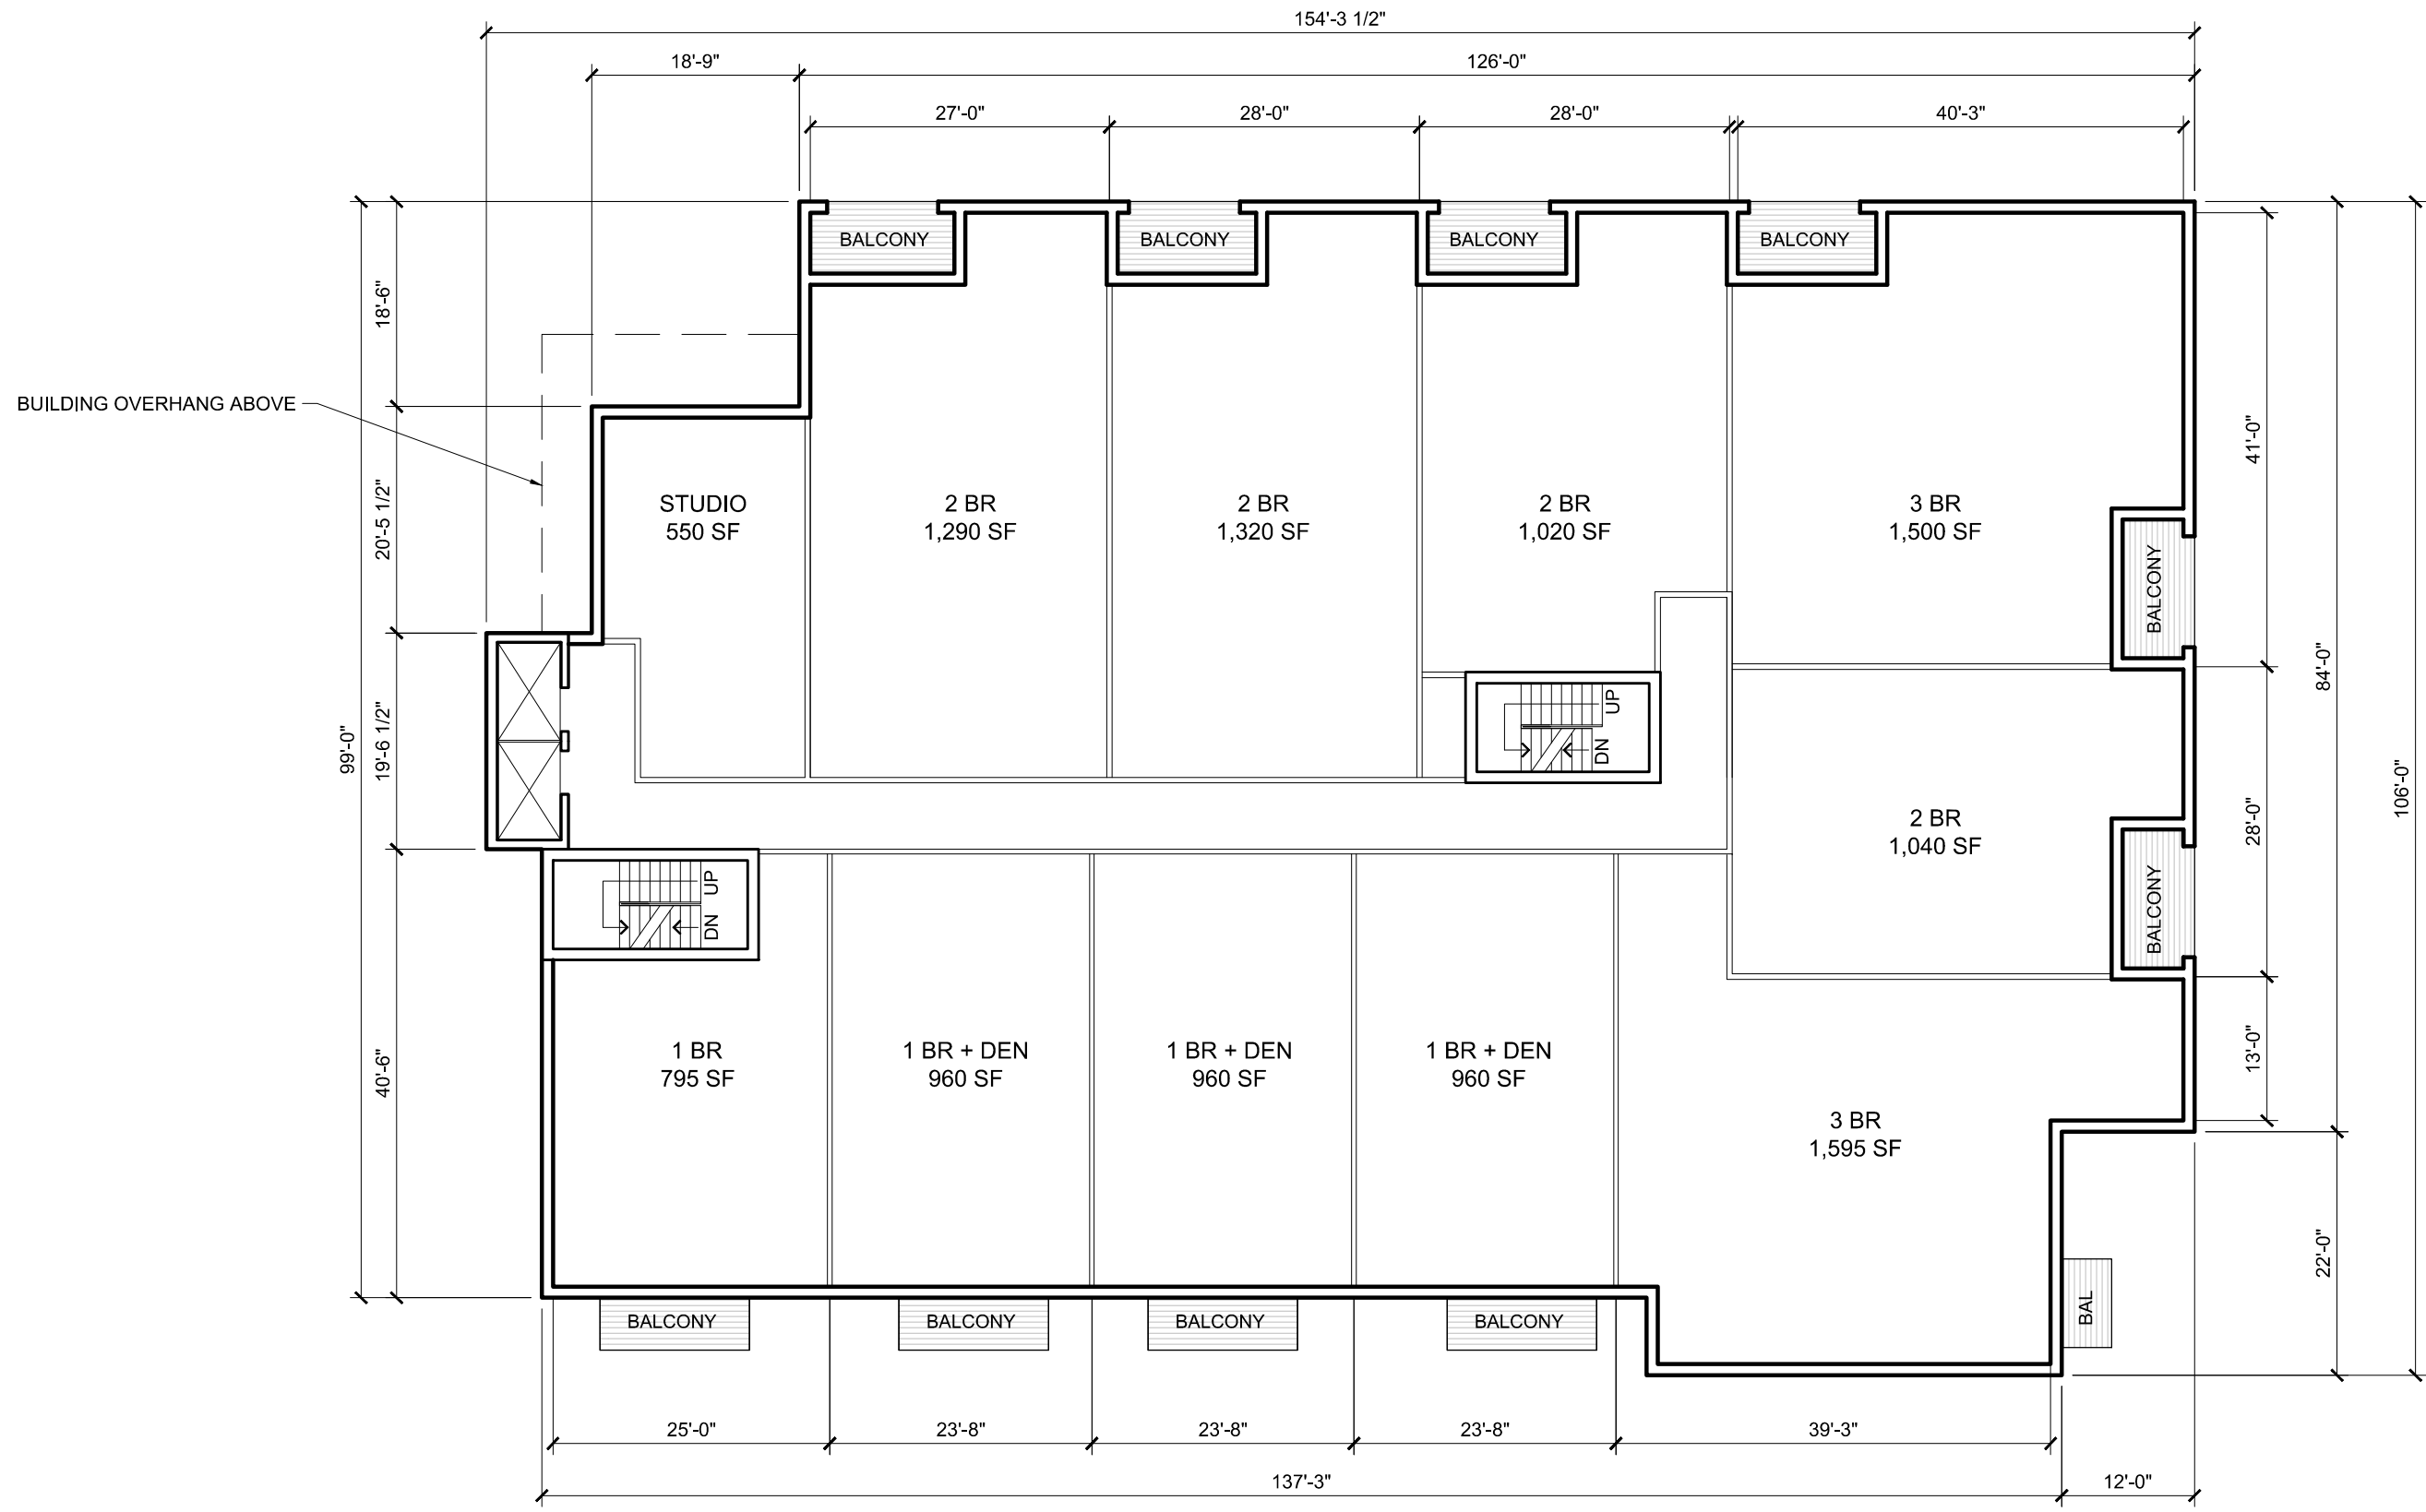 154'-3 1/2"
18'-9"
126'-0"
27'-0"
28'-0"
28'-0"
40'-3"
BALCONY
BALCONY
BALCONY
BALCONY
18'-6"
BUILDING OVERHANG ABOVE
41'-0"
20'-5 1/2"
STUDIO
550 SF
2 BR
1,290 SF
2 BR
1,320 SF
2 BR
1,020 SF
3 BR
1,500 SF
BALCONY
84'-0"
UP
DN
99'-0"
19'-6 1/2"
106'-0"
2 BR
1,040 SF
28'-0"
BALCONY
UP
DN
13'-0"
40'-6"
1 BR
795 SF
1 BR + DEN
960 SF
1 BR + DEN
960 SF
1 BR + DEN
960 SF
3 BR
1,595 SF
22'-0"
BAL
BALCONY
BALCONY
BALCONY
BALCONY
25'-0"
23'-8"
23'-8"
23'-8"
39'-3"
137'-3"
12'-0"